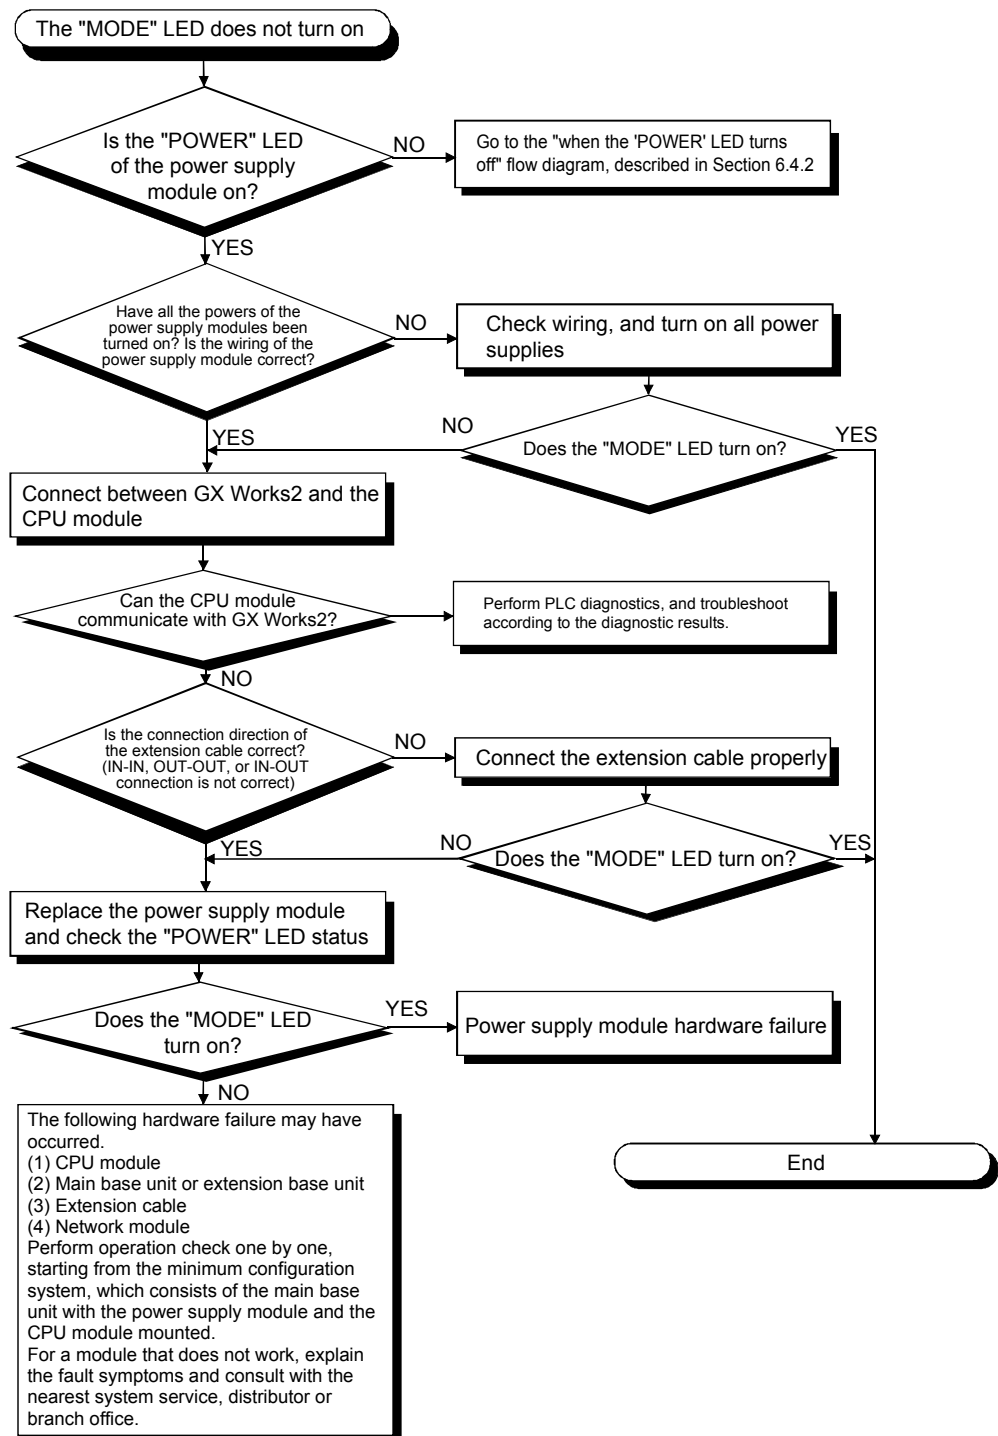 The "MODE" LED does not turn on
Is the "POWER" LED
of the power supply
module on?
NO
Go to the "when the 'POWER' LED turns
off" flow diagram, described in Section 6.4.2
YES
Have all the powers of the
power supply modules been
turned on? Is the wiring of the
power supply module correct?
NO
Check wiring, and turn on all power
supplies
YES
NO
Does the "MODE" LED turn on?
YES
Connect between GX Works2 and the
CPU module
Can the CPU module
communicate with GX Works2?
Perform PLC diagnostics, and troubleshoot
according to the diagnostic results.
NO
Is the connection direction of
the extension cable correct?
(IN-IN, OUT-OUT, or IN-OUT
connection is not correct)
NO
Connect the extension cable properly
YES
NO
Does the "MODE" LED turn on?
YES
Replace the power supply module
and check the "POWER" LED status
Does the "MODE" LED
turn on?
YES
Power supply module hardware failure
NO
The following hardware failure may have
occurred.
(1) CPU module
(2) Main base unit or extension base unit
(3) Extension cable
(4) Network module
Perform operation check one by one,
starting from the minimum configuration
system, which consists of the main base
unit with the power supply module and the
CPU module mounted.
For a module that does not work, explain
the fault symptoms and consult with the
nearest system service, distributor or
branch office.
End